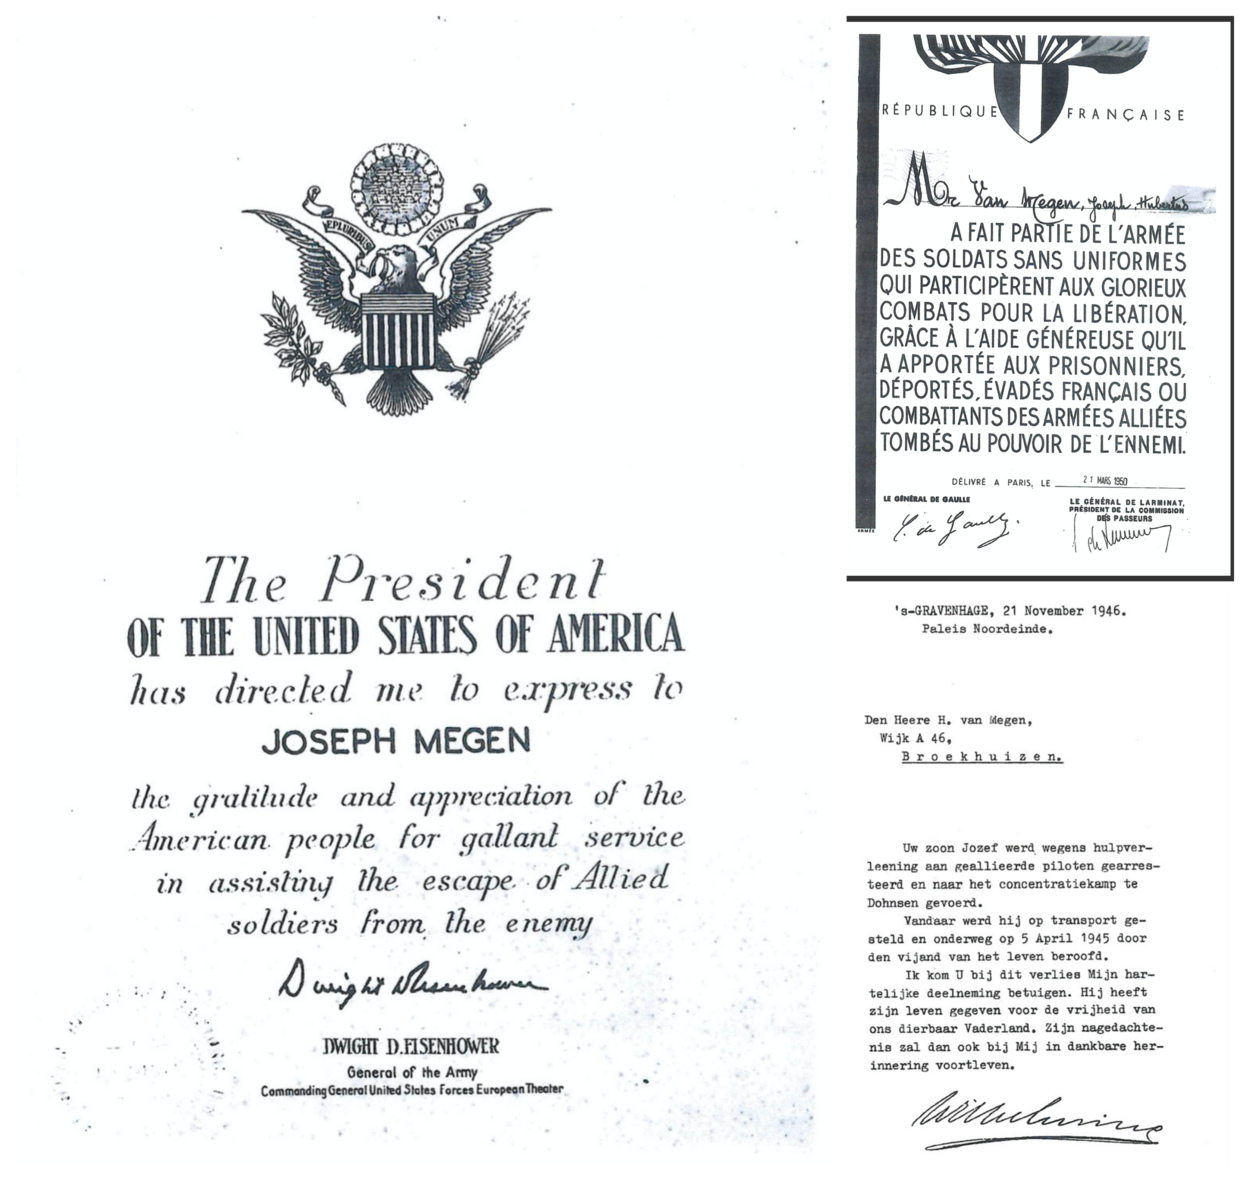 E PLURIBUS UNUM
The President
OF THE UNITED STATES OF AMERICA
has directed me to express to
JOSEPH MEGEN
the gratitude and appreciation of the
American people for gallant service
in assisting the escape of Allied
soldiers from the enemy
Dwight D Eisenhower
DWIGHT D. EISENHOWER
General of the Army
Commanding General United States Forces European Theater
RÉPUBLIQUE FRANÇAISE
Mr Van Megen, Joseph, Hubertus
A FAIT PARTIE DE L'ARMÉE
DES SOLDATS SANS UNIFORMES
QUI PARTICIPÈRENT AUX GLORIEUX
COMBATS POUR LA LIBÉRATION,
GRÂCE À L'AIDE GÉNÉREUSE QU'IL
A APPORTÉE AUX PRISONNIERS,
DÉPORTÉS, ÉVADÉS FRANÇAIS OU
COMBATTANTS DES ARMÉES ALLIÉES
TOMBÉS AU POUVOIR DE L'ENNEMI.
DÉLIVRÉ A PARIS, LE 21 MARS 1950
LE GÉNÉRAL DE GAULLE
C. de Gaulle.
LE GÉNÉRAL DE LARMINAT,
PRÉSIDENT DE LA COMMISSION
DES PASSEURS
's-GRAVENHAGE, 21 November 1946.
Paleis Noordeinde.
Den Heere H. van Megen,
Wijk A 46,
Broekhuizen.
Uw zoon Jozef werd wegens hulpver-
leening aan geallieerde piloten gearres-
teerd en naar het concentratiekamp te
Dohnsen gevoerd.
Vandaar werd hij op transport ge-
steld en onderweg op 5 April 1945 door
den vijand van het leven beroofd.
Ik kom U bij dit verlies Mijn har-
telijke deelneming betuigen. Hij heeft
zijn leven gegeven voor de vrijheid van
ons dierbaar Vaderland. Zijn nagedachte-
nis zal dan ook bij Mij in dankbare her-
innering voortleven.
Wilhelmina